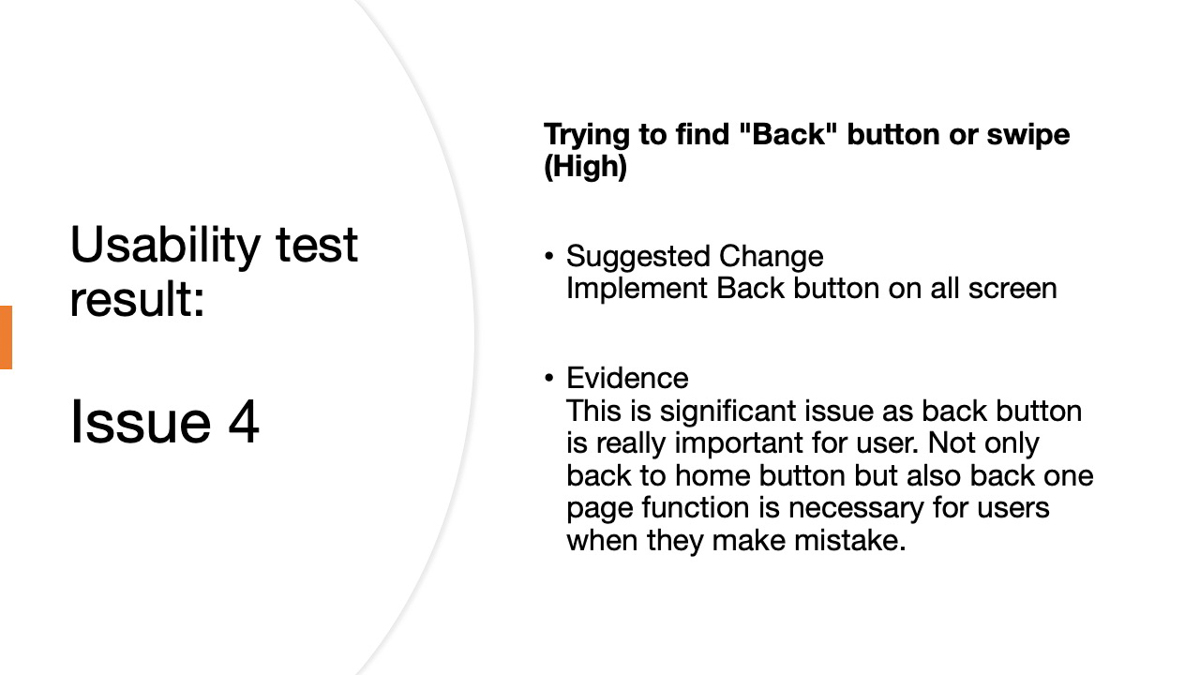 Usability test
result:
Issue 4
Trying to find "Back" button or swipe
(High)
• Suggested Change
Implement Back button on all screen
• Evidence
This is significant issue as back button
is really important for user. Not only
back to home button but also back one
page function is necessary for users
when they make mistake.